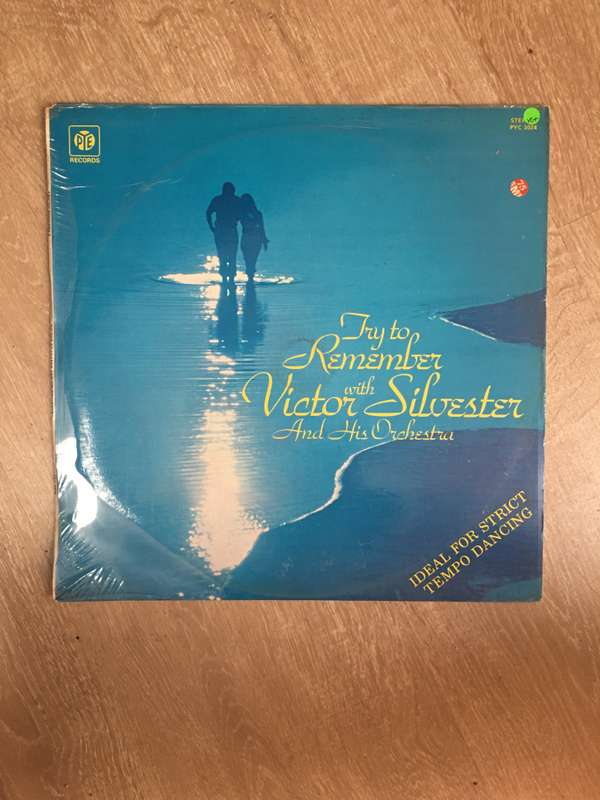 PYE
RECORDS
STEREO
PYC 3024
Try to
Remember
with
Victor Silvester
And His Orchestra
IDEAL FOR STRICT
TEMPO DANCING